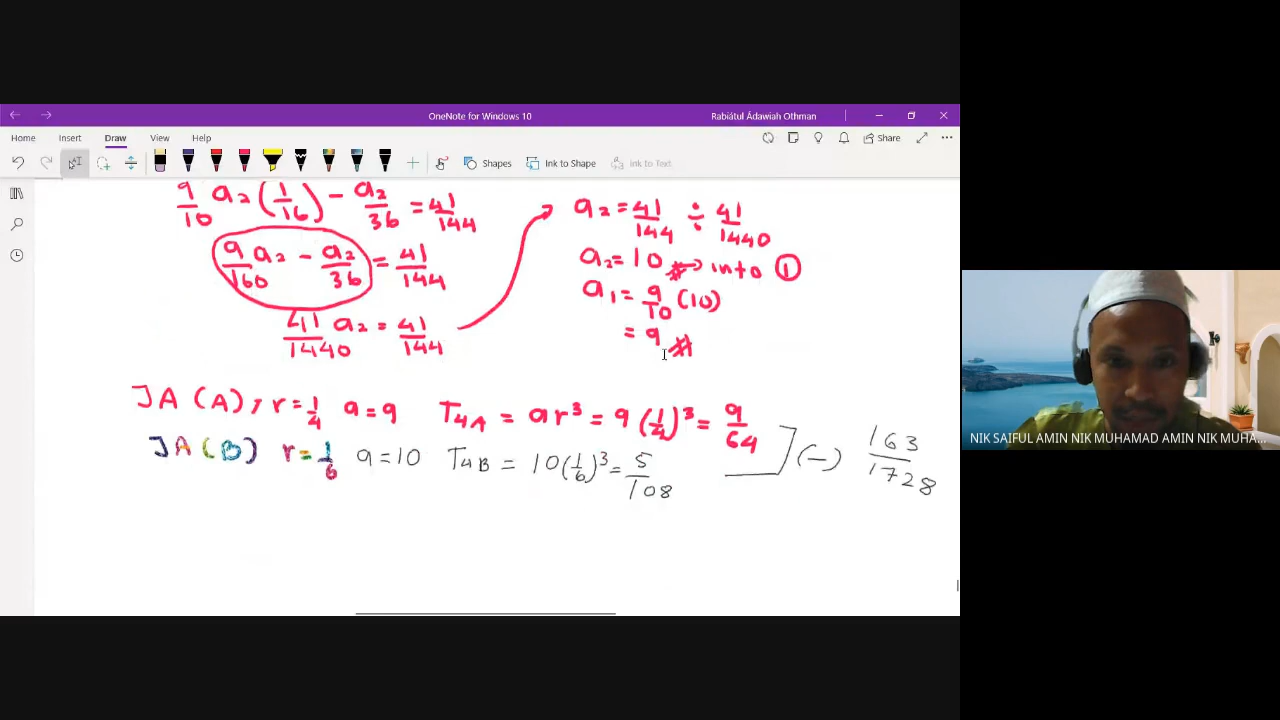 OneNote for Windows 10
Rabiátul Ádawiah Othman
Home Insert Draw View Help
Share
Shapes Ink to Shape Ink to Text
9/10 a₂ (1/16) - a₂/36 = 41/144
9/160 a₂ - a₂/36 = 41/144
41/1440 a₂ = 41/144
a₂ = 41/144 ÷ 41/1440
a₂ = 10 → into ①
a₁ = 9/10 (10)
= 9
JA (A), r = 1/4 a = 9 T₄A = ar³ = 9(1/4)³ = 9/64
JA (B) r = 1/6 a = 10 T₄B = 10(1/6)³ = 5/108
(-) 163/1728
NIK SAIFUL AMIN NIK MUHAMAD AMIN NIK MUHA...